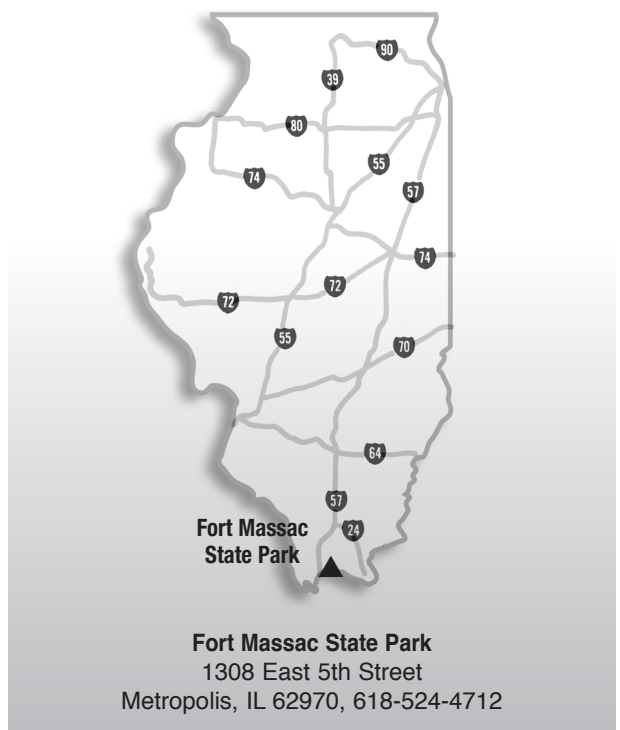 90
39
80
55
74
57
74
72
72
55
70
64
57
24
Fort Massac
State Park
Fort Massac State Park
1308 East 5th Street
Metropolis, IL 62970, 618-524-4712